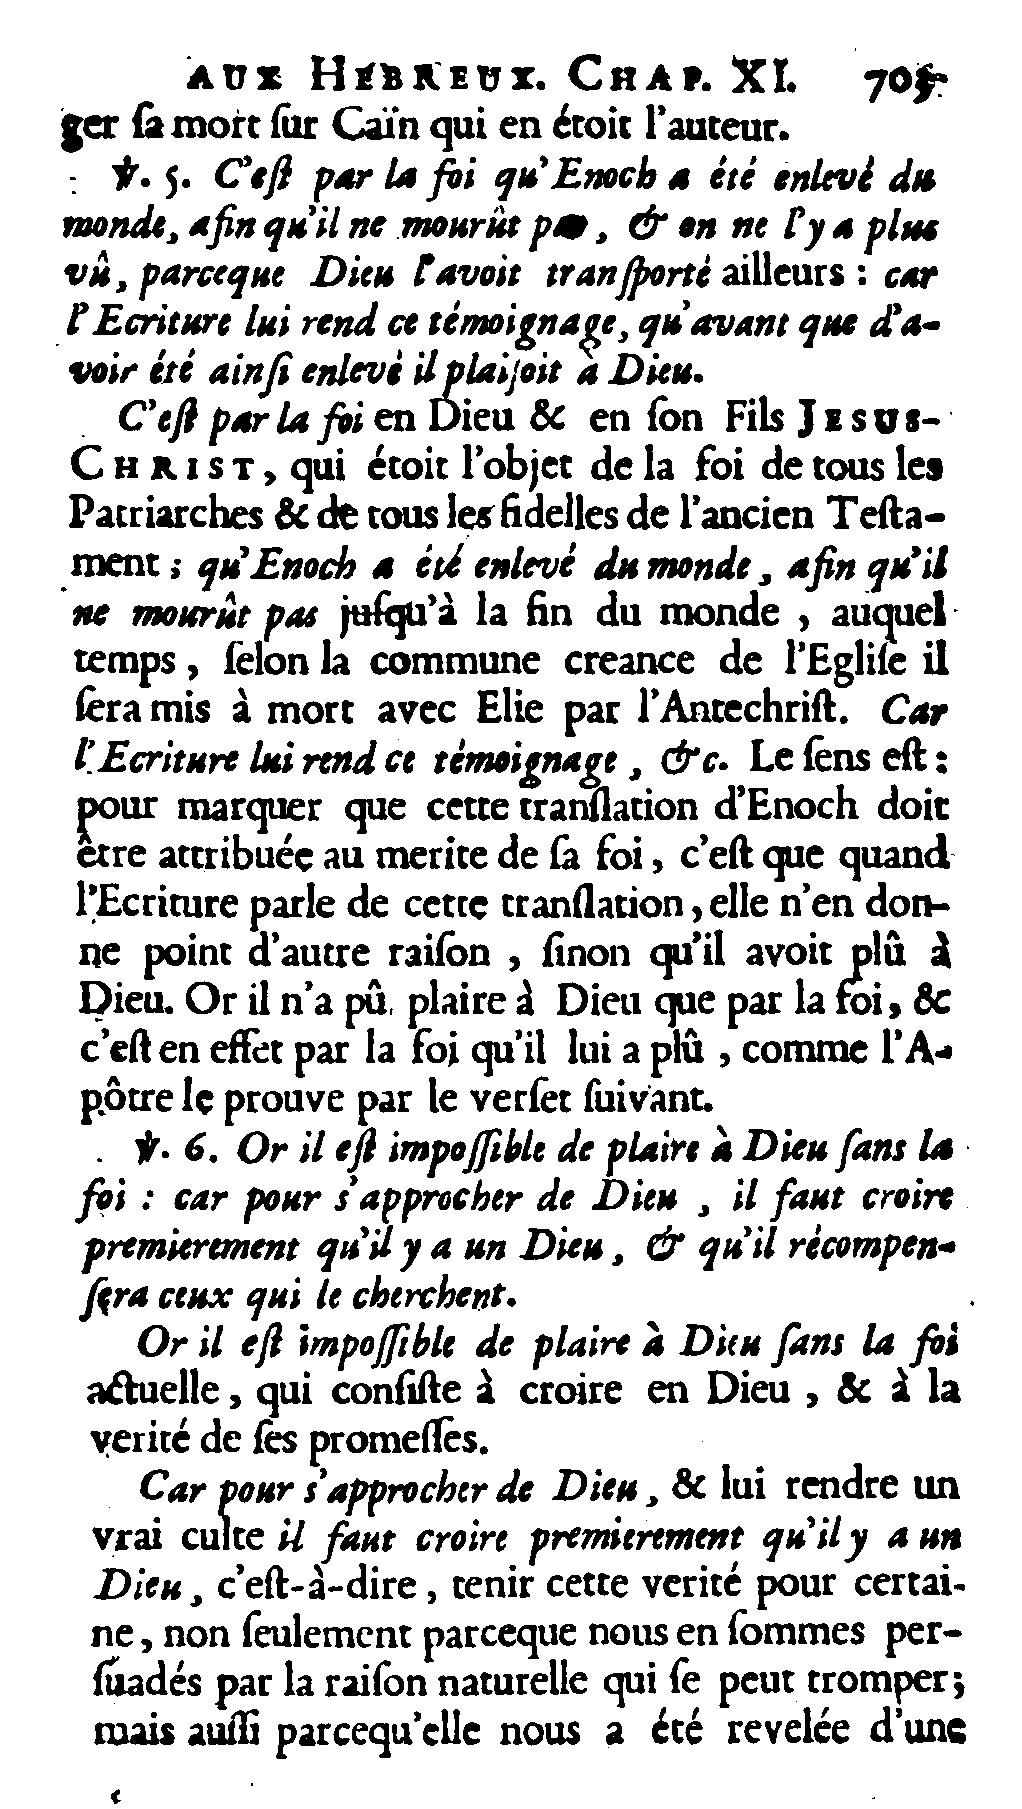 AUX HÉBREUX. CHAP. XI. 705
ger ſa mort ſur Caïn qui en étoit l'auteur.
℣. 5. C'eſt par la foi qu'Enoch a été enlevé du
monde, afin qu'il ne mourût pas, & on ne l'y a plus
vû, parceque Dieu l'avoit tranſporté ailleurs : car
l'Ecriture lui rend ce témoignage, qu'avant que d'a-
voir été ainſi enlevé il plaiſoit à Dieu.
C'eſt par la foi en Dieu & en ſon Fils JESUS-
CHRIST, qui étoit l'objet de la foi de tous les
Patriarches & de tous les fidelles de l'ancien Teſta-
ment ; qu'Enoch a été enlevé du monde, afin qu'il
ne mourût pas juſqu'à la fin du monde , auquel
temps, ſelon la commune creance de l'Egliſe il
ſera mis à mort avec Elie par l'Antechriſt. Car
l'Ecriture lui rend ce témoignage, &c. Le ſens eſt :
pour marquer que cette tranſlation d'Enoch doit
être attribuée au merite de ſa foi, c'eſt que quand
l'Ecriture parle de cette tranſlation, elle n'en don-
ne point d'autre raiſon , ſinon qu'il avoit plû à
Dieu. Or il n'a pû plaire à Dieu que par la foi, &
c'eſt en effet par la foi qu'il lui a plû , comme l'A-
pôtre le prouve par le verſet ſuivant.
℣. 6. Or il eſt impoſſible de plaire à Dieu ſans la
foi : car pour s'approcher de Dieu , il faut croire
premierement qu'il y a un Dieu, & qu'il récompen-
ſera ceux qui le cherchent.
Or il eſt impoſſible de plaire à Dieu ſans la foi
actuelle, qui conſiſte à croire en Dieu , & à la
verité de ſes promeſſes.
Car pour s'approcher de Dieu, & lui rendre un
vrai culte il faut croire premierement qu'il y a un
Dieu, c'eſt-à-dire, tenir cette verité pour certai-
ne, non ſeulement parceque nous en ſommes per-
ſuadés par la raiſon naturelle qui ſe peut tromper;
mais auſſi parcequ'elle nous a été revelée d'une